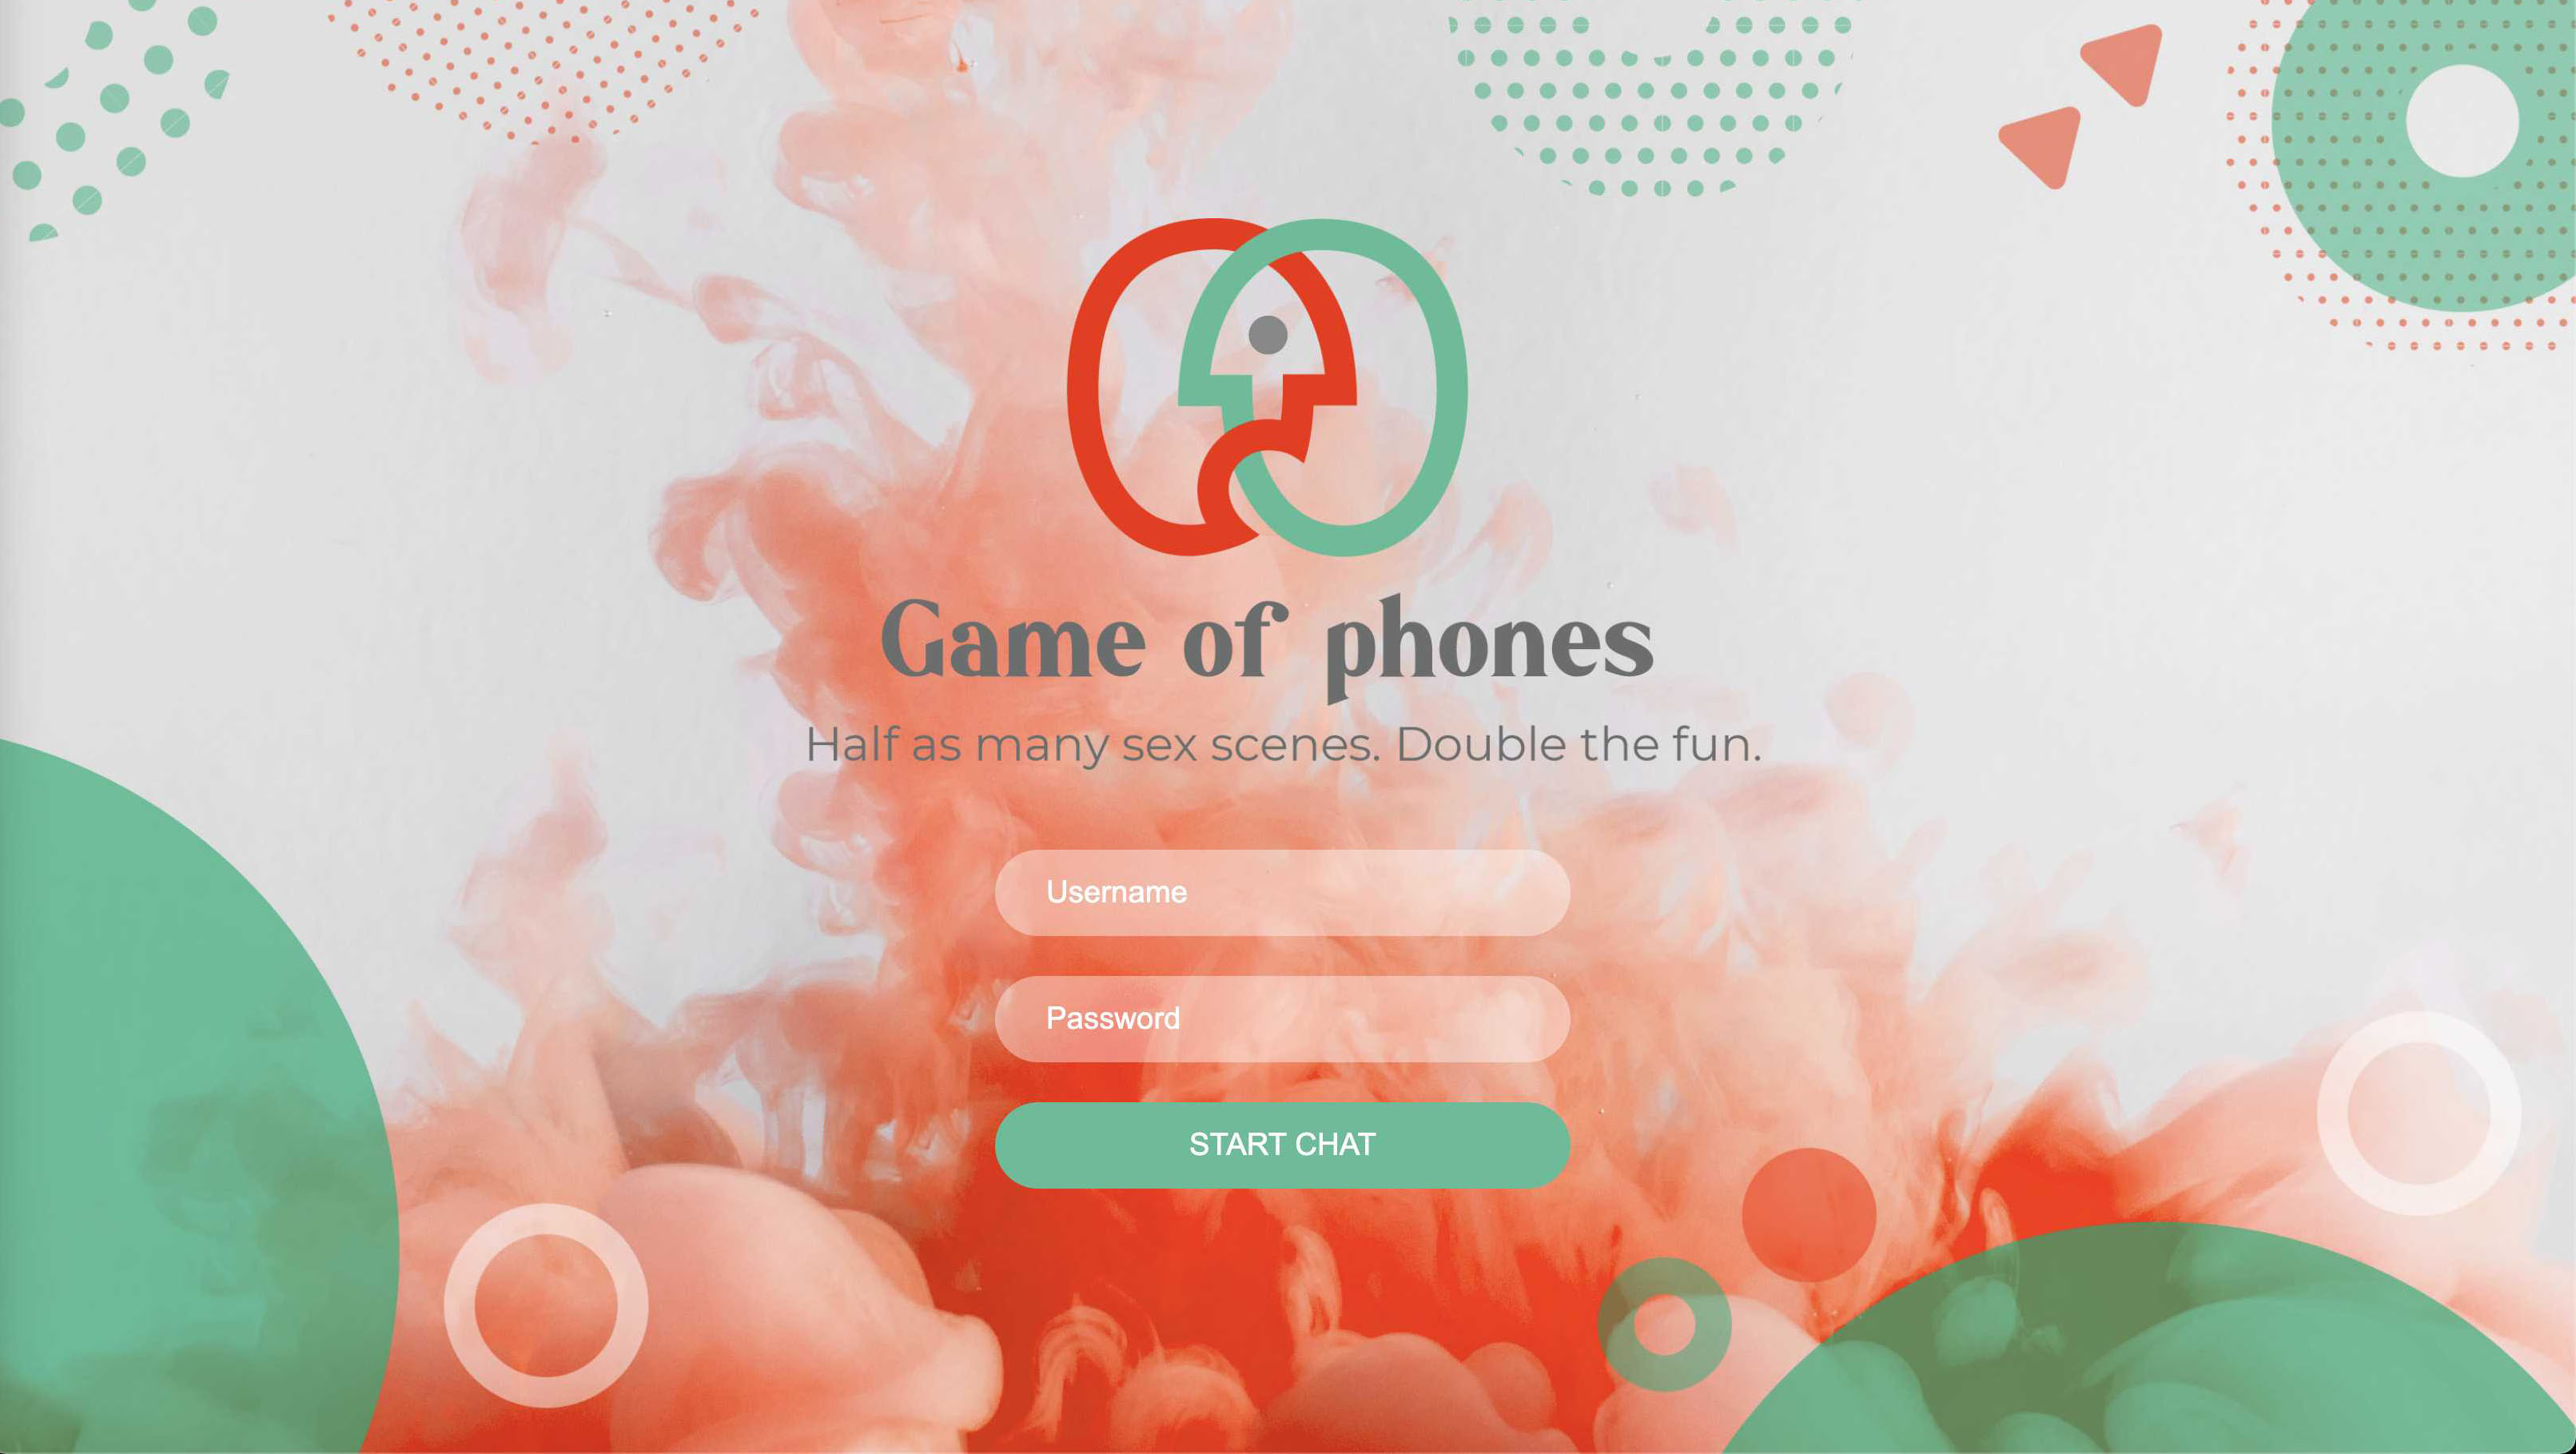 Game of phones
Half as many sex scenes. Double the fun.
Username
Password
START CHAT